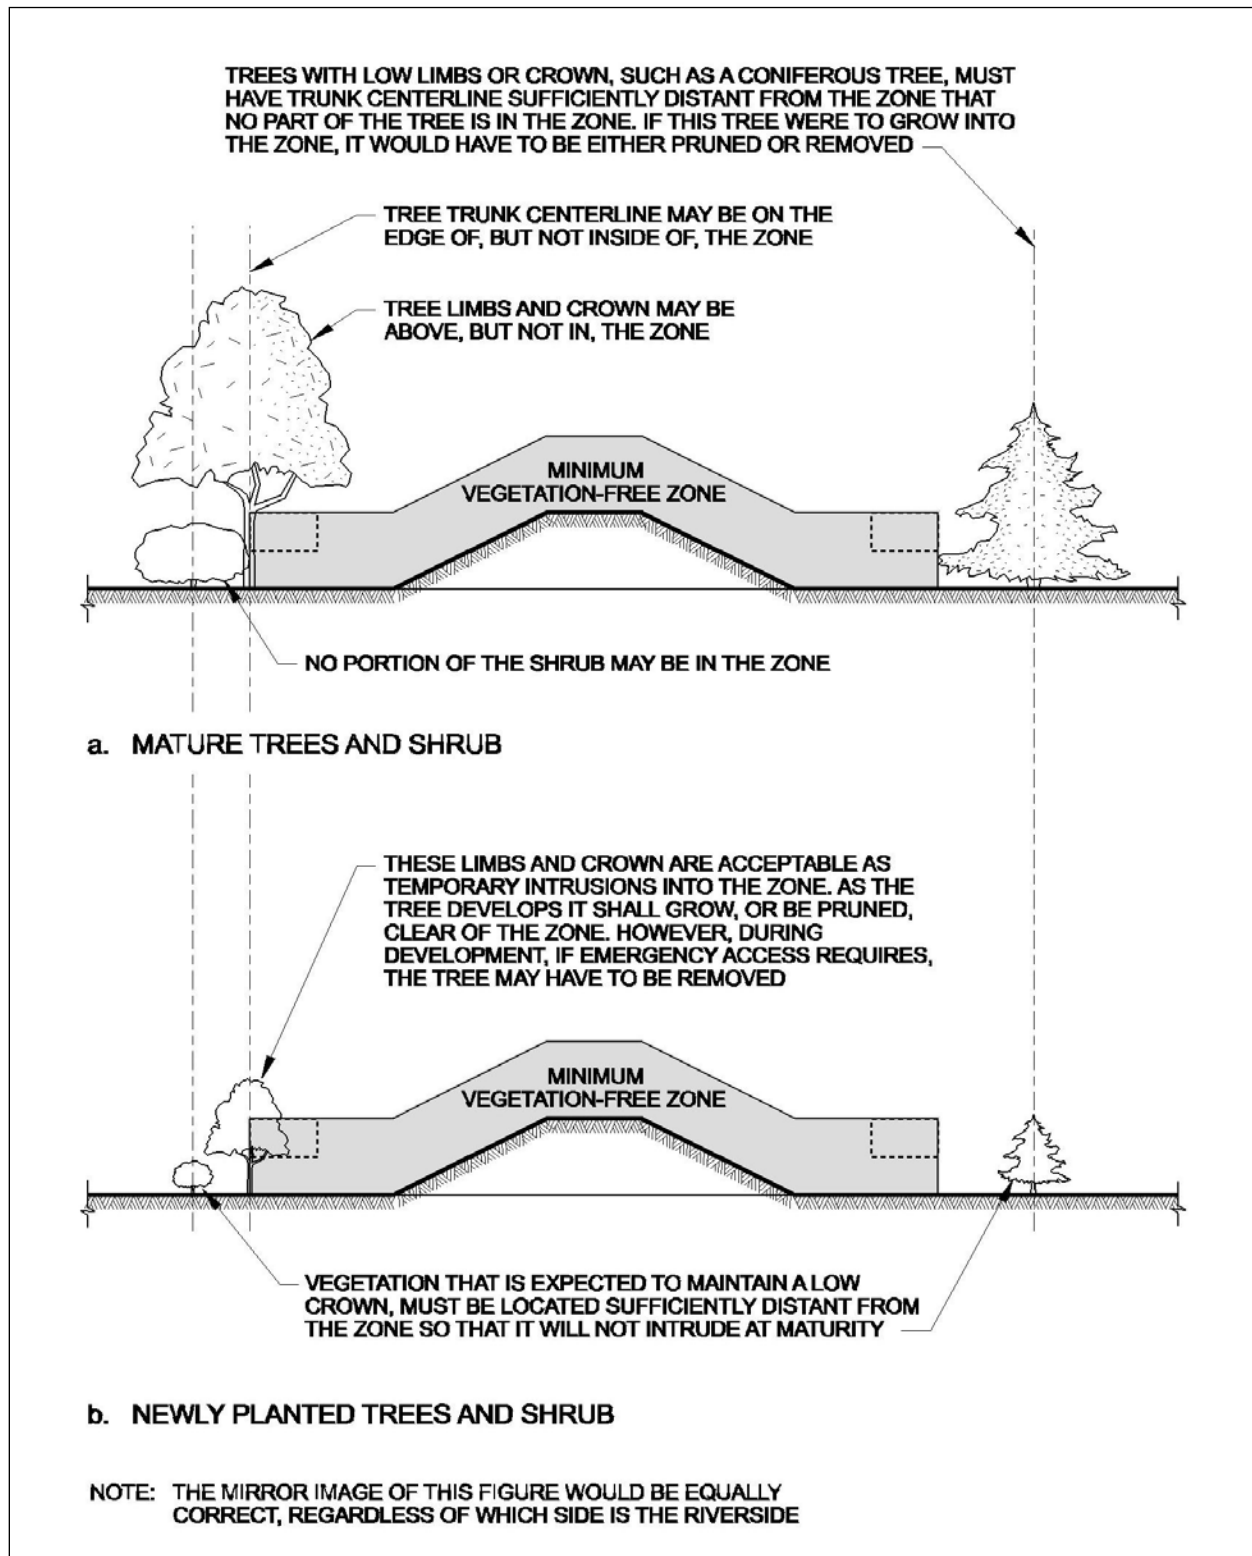 TREES WITH LOW LIMBS OR CROWN, SUCH AS A CONIFEROUS TREE, MUST
HAVE TRUNK CENTERLINE SUFFICIENTLY DISTANT FROM THE ZONE THAT
NO PART OF THE TREE IS IN THE ZONE. IF THIS TREE WERE TO GROW INTO
THE ZONE, IT WOULD HAVE TO BE EITHER PRUNED OR REMOVED
TREE TRUNK CENTERLINE MAY BE ON THE
EDGE OF, BUT NOT INSIDE OF, THE ZONE
TREE LIMBS AND CROWN MAY BE
ABOVE, BUT NOT IN, THE ZONE
MINIMUM
VEGETATION-FREE ZONE
NO PORTION OF THE SHRUB MAY BE IN THE ZONE
a. MATURE TREES AND SHRUB
THESE LIMBS AND CROWN ARE ACCEPTABLE AS
TEMPORARY INTRUSIONS INTO THE ZONE. AS THE
TREE DEVELOPS IT SHALL GROW, OR BE PRUNED,
CLEAR OF THE ZONE. HOWEVER, DURING
DEVELOPMENT, IF EMERGENCY ACCESS REQUIRES,
THE TREE MAY HAVE TO BE REMOVED
MINIMUM
VEGETATION-FREE ZONE
VEGETATION THAT IS EXPECTED TO MAINTAIN A LOW
CROWN, MUST BE LOCATED SUFFICIENTLY DISTANT FROM
THE ZONE SO THAT IT WILL NOT INTRUDE AT MATURITY
b. NEWLY PLANTED TREES AND SHRUB
NOTE: THE MIRROR IMAGE OF THIS FIGURE WOULD BE EQUALLY
CORRECT, REGARDLESS OF WHICH SIDE IS THE RIVERSIDE